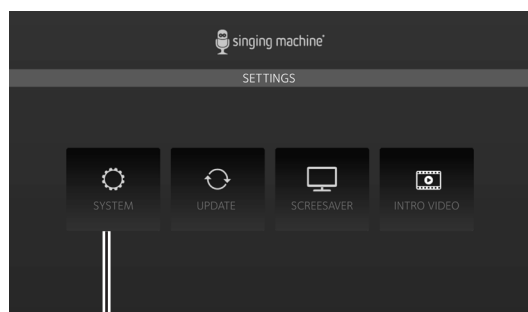 singing machine®
SETTINGS
SYSTEM
UPDATE
SCREESAVER
INTRO VIDEO